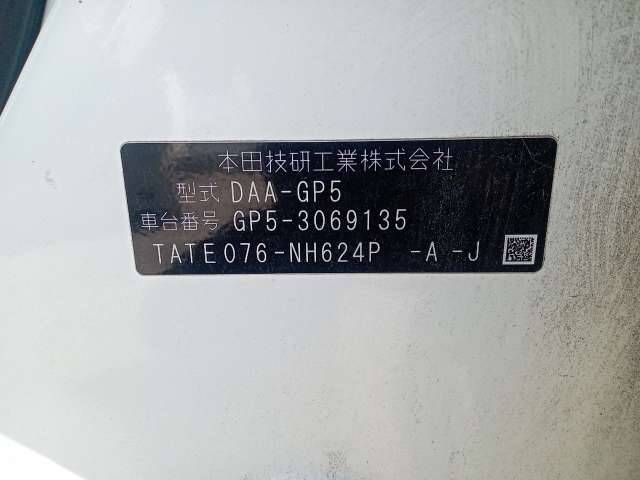 本田技研工業株式会社
型式 DAA-GP5
車台番号 GP5-3069135
TATE076-NH624P -A -J